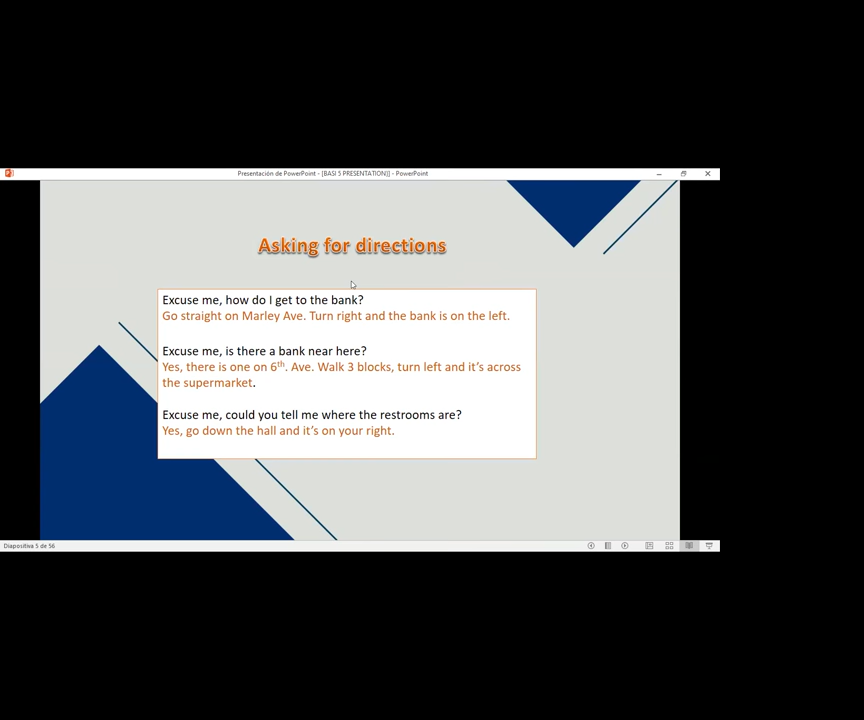 Presentación de PowerPoint - [BASI 5 PRESENTATION)] - PowerPoint
Asking for directions
Excuse me, how do I get to the bank?
Go straight on Marley Ave. Turn right and the bank is on the left.
Excuse me, is there a bank near here?
Yes, there is one on 6th. Ave. Walk 3 blocks, turn left and it's across
the supermarket.
Excuse me, could you tell me where the restrooms are?
Yes, go down the hall and it's on your right.
Diapositiva 5 de 56